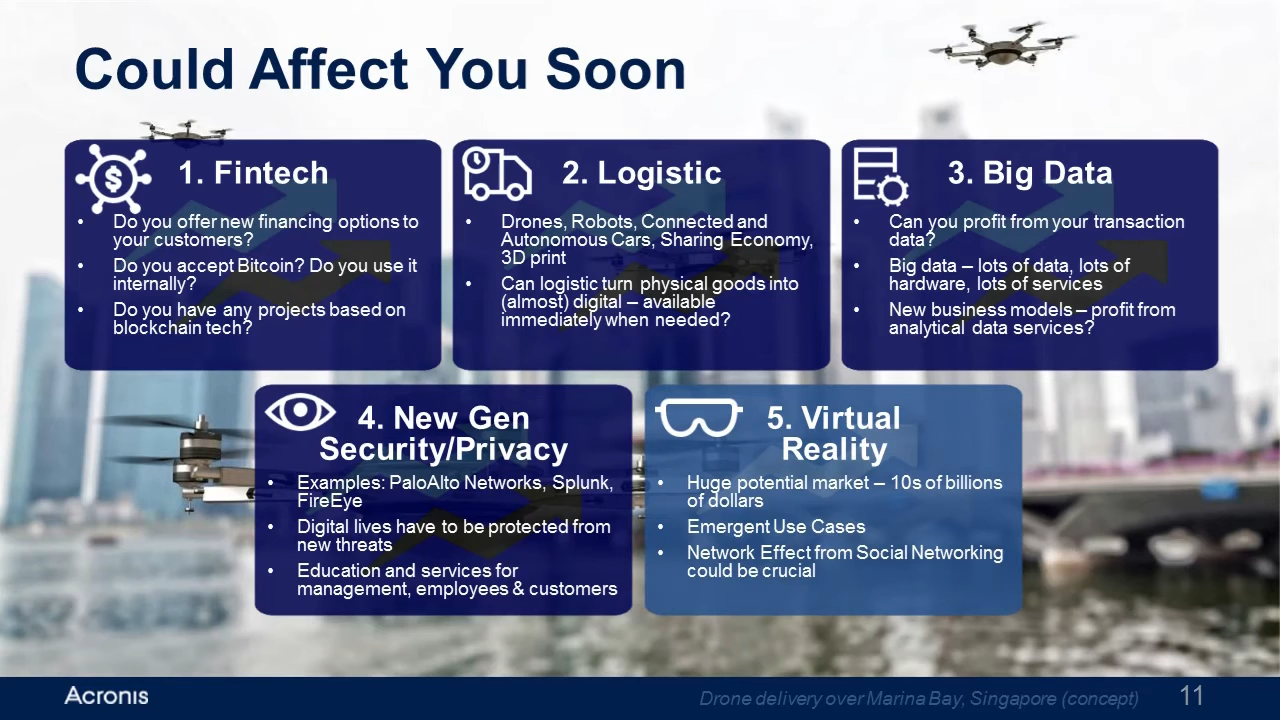 Could Affect You Soon
1. Fintech
• Do you offer new financing options to
your customers?
• Do you accept Bitcoin? Do you use it
internally?
• Do you have any projects based on
blockchain tech?
2. Logistic
• Drones, Robots, Connected and
Autonomous Cars, Sharing Economy,
3D print
• Can logistic turn physical goods into
(almost) digital – available
immediately when needed?
3. Big Data
• Can you profit from your transaction
data?
• Big data – lots of data, lots of
hardware, lots of services
• New business models – profit from
analytical data services?
4. New Gen
Security/Privacy
• Examples: PaloAlto Networks, Splunk,
FireEye
• Digital lives have to be protected from
new threats
• Education and services for
management, employees & customers
5. Virtual
Reality
• Huge potential market – 10s of billions
of dollars
• Emergent Use Cases
• Network Effect from Social Networking
could be crucial
Acronis
Drone delivery over Marina Bay, Singapore (concept)
11